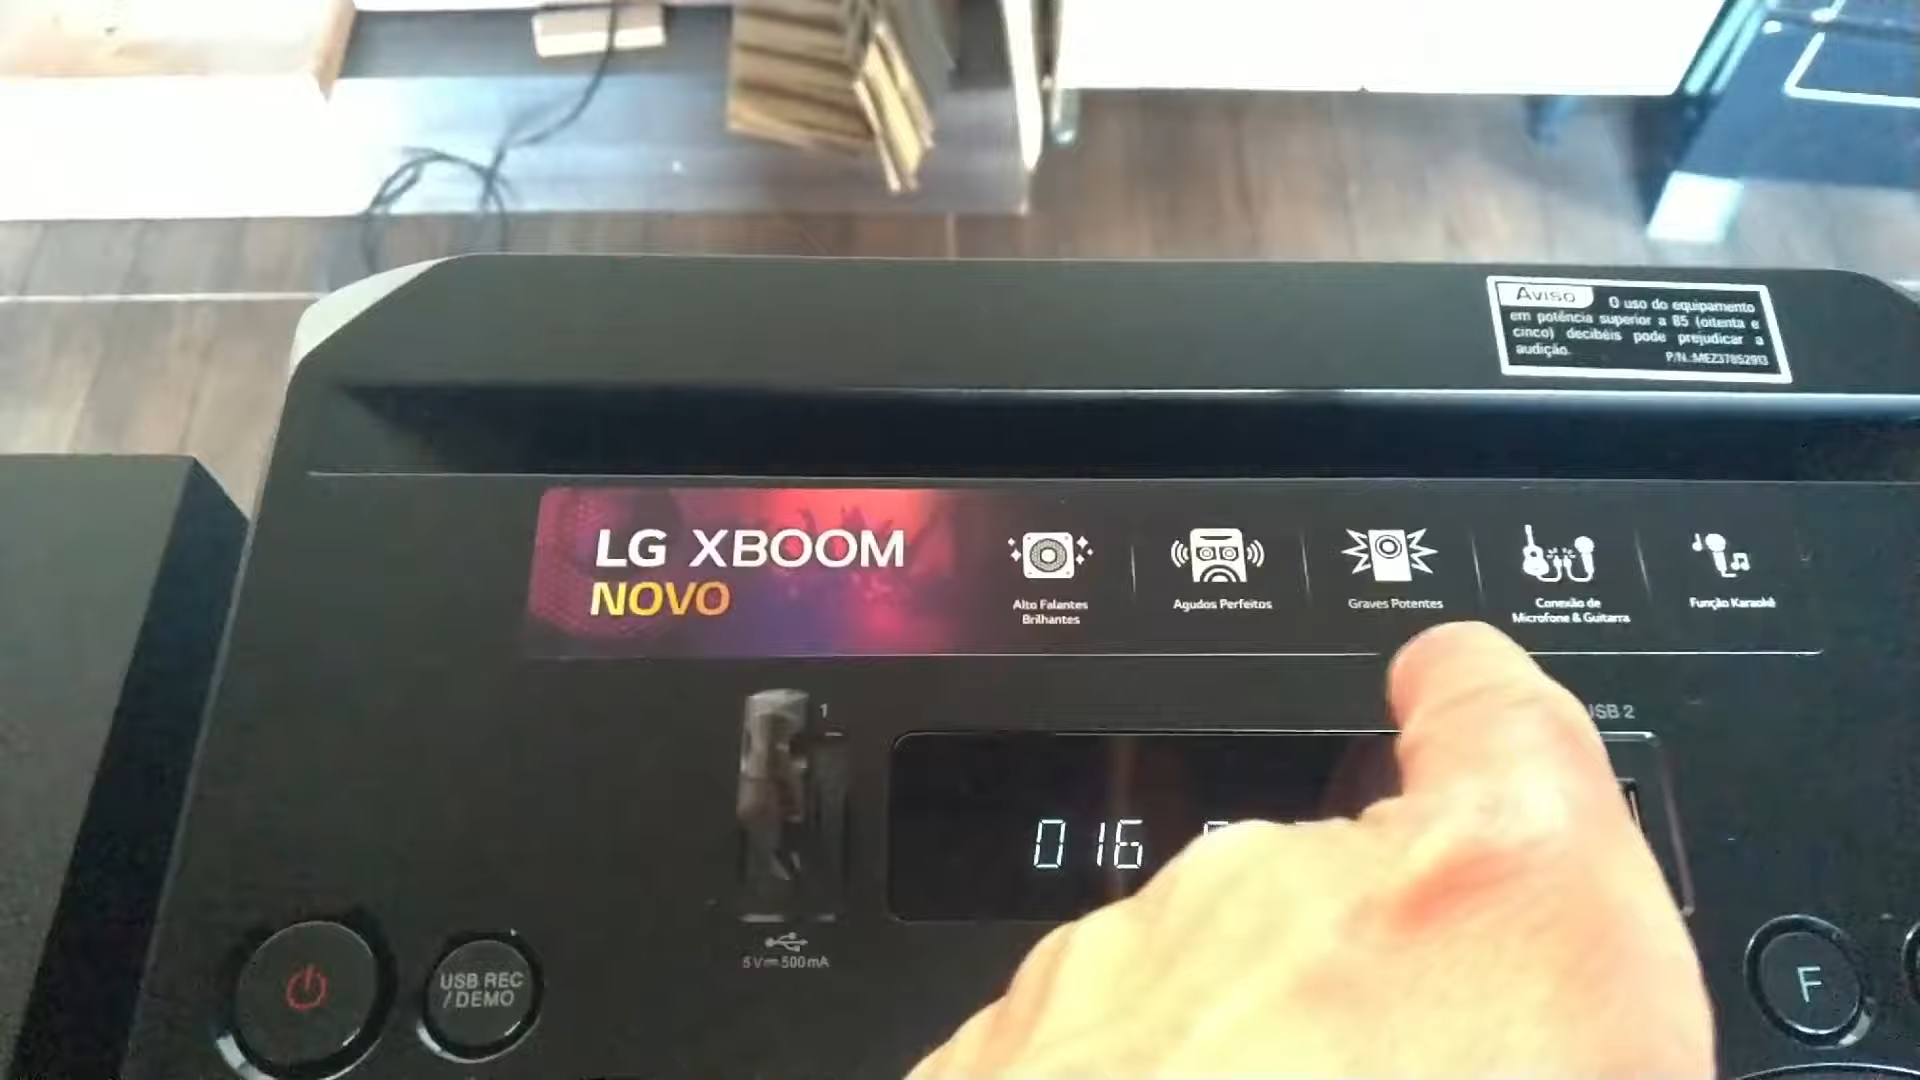 AVISO O uso do equipamento
em potência superior a 85 (oitenta e
cinco) decibéis pode prejudicar a
audição. P/N.:MEZ37852913
LG XBOOM
NOVO
Alto Falantes
Brilhantes
Agudos Perfeitos
Graves Potentes
Conexão de
Microfone & Guitarra
Função Karaokê
1
USB 2
016
5V 500mA
USB REC
/DEMO
F